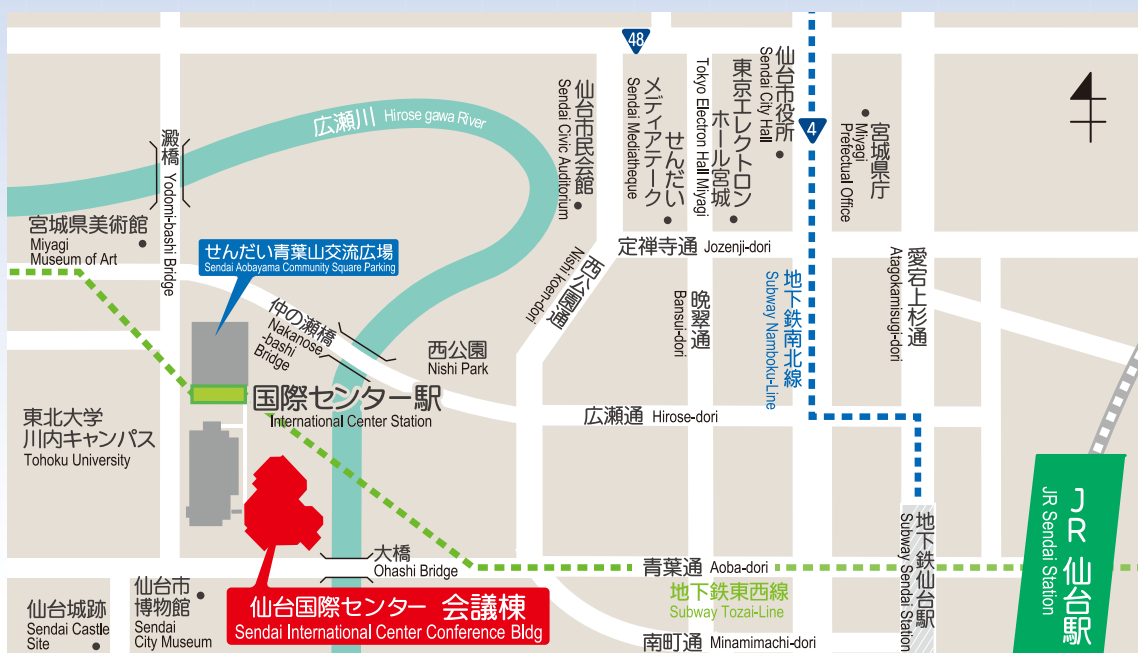 48
4
広瀬川 Hirose gawa River
澱橋 Yodomi-bashi Bridge
宮城県美術館
Miyagi
Museum of Art
せんだい青葉山交流広場
Sendai Aobayama Community Square Parking
仙台市民会館
Sendai Civic Auditorium
せんだい
メディアテーク
Sendai Mediatheque
東京エレクトロン
ホール宮城
Tokyo Electron Hall Miyagi
仙台市役所
Sendai City Hall
宮城県庁
Miyagi
Prefectual Office
定禅寺通 Jozenji-dori
西公園通
Nishi koen-dori
晩翠通
Bansui-dori
地下鉄南北線
Subway Namboku-Line
愛宕上杉通
Atagokamisugi-dori
仲の瀬橋
Nakanose
-bashi
Bridge
西公園
Nishi Park
国際センター駅
International Center Station
広瀬通 Hirose-dori
東北大学
川内キャンパス
Tohoku University
大橋
Ohashi Bridge
青葉通 Aoba-dori
地下鉄東西線
Subway Tozai-Line
地下鉄仙台駅
Subway Sendai Station
JR 仙台駅
JR Sendai Station
仙台城跡
Sendai Castle
Site
仙台市
博物館
Sendai
City Museum
仙台国際センター 会議棟
Sendai International Center Conference Bldg
南町通 Minamimachi-dori